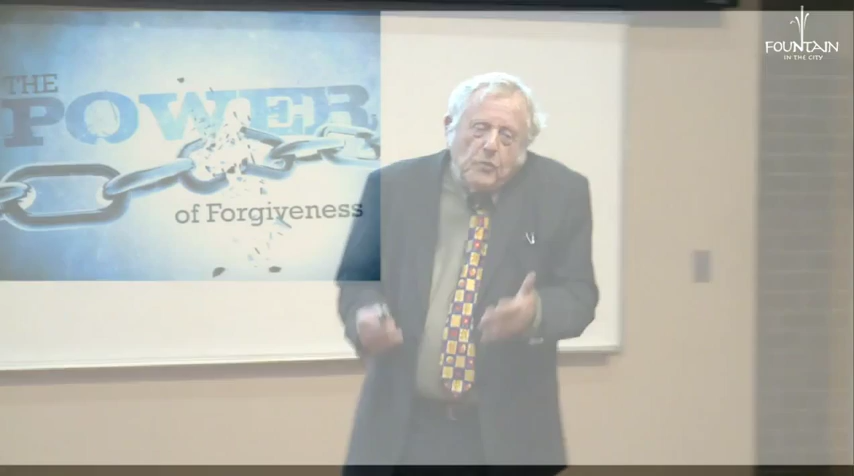 THE
POWER
of Forgiveness
FOUNTAIN
IN THE CITY